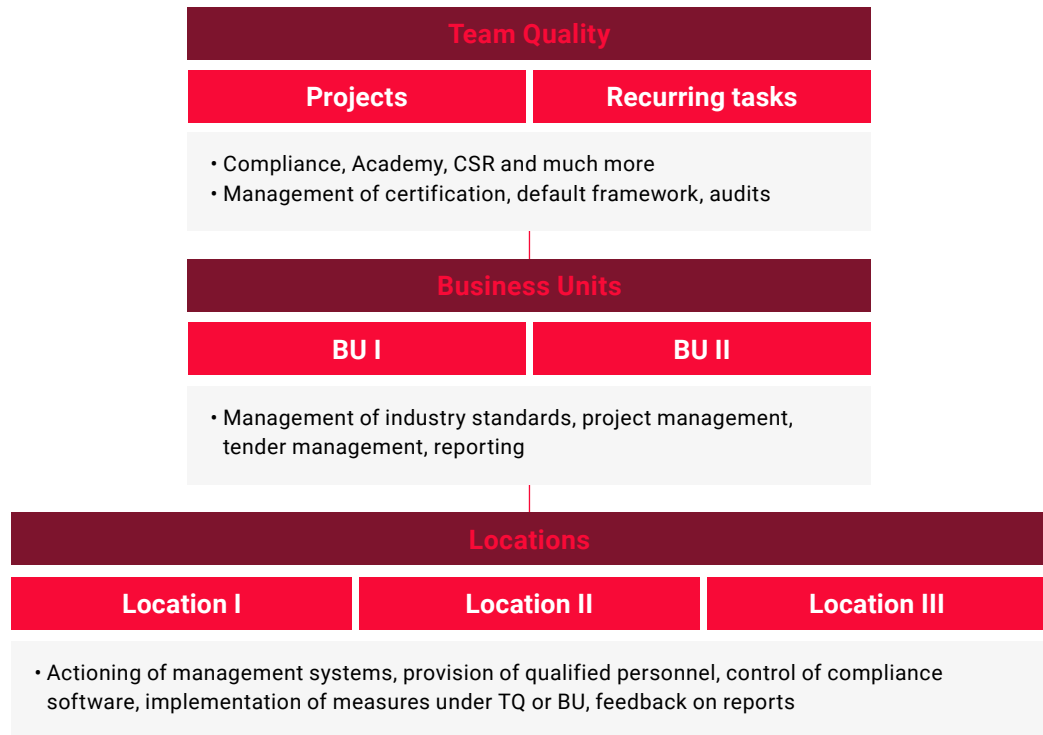 Team Quality
Projects
Recurring tasks
• Compliance, Academy, CSR and much more
• Management of certification, default framework, audits
Business Units
BU I
BU II
• Management of industry standards, project management,
tender management, reporting
Locations
Location I
Location II
Location III
• Actioning of management systems, provision of qualified personnel, control of compliance
software, implementation of measures under TQ or BU, feedback on reports